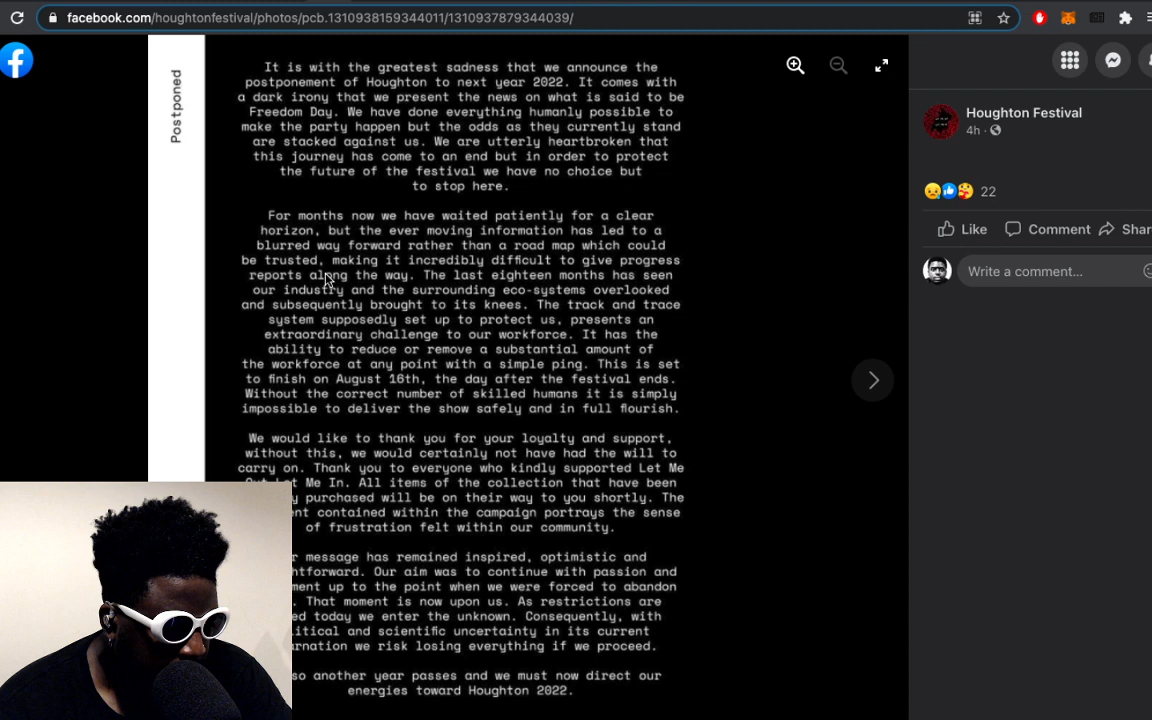 facebook.com/houghtonfestival/photos/pcb.1310938159344011/1310937879344039/
Postponed
It is with the greatest sadness that we announce the
postponement of Houghton to next year 2022. It comes with
a dark irony that we present the news on what is said to be
Freedom Day. We have done everything humanly possible to
make the party happen but the odds as they currently stand
are stacked against us. We are utterly heartbroken that
this journey has come to an end but in order to protect
the future of the festival we have no choice but
to stop here.
For months now we have waited patiently for a clear
horizon, but the ever moving information has led to a
blurred way forward rather than a road map which could
be trusted, making it incredibly difficult to give progress
reports along the way. The last eighteen months has seen
our industry and the surrounding eco-systems overlooked
and subsequently brought to its knees. The track and trace
system supposedly set up to protect us, presents an
extraordinary challenge to our workforce. It has the
ability to reduce or remove a substantial amount of
the workforce at any point with a simple ping. This is set
to finish on August 16th, the day after the festival ends.
Without the correct number of skilled humans it is simply
impossible to deliver the show safely and in full flourish.
We would like to thank you for your loyalty and support,
without this, we would certainly not have had the will to
carry on. Thank you to everyone who kindly supported Let Me
Out Let Me In. All items of the collection that have been
purchased will be on their way to you shortly. The
contained within the campaign portrays the sense
of frustration felt within our community.
message has remained inspired, optimistic and
Our aim was to continue with passion and
up to the point when we were forced to abandon
. That moment is now upon us. As restrictions are
today we enter the unknown. Consequently, with
and scientific uncertainty in its current
we risk losing everything if we proceed.
so another year passes and we must now direct our
energies toward Houghton 2022.
Houghton Festival
4h
22
Like Comment Shar
Write a comment...